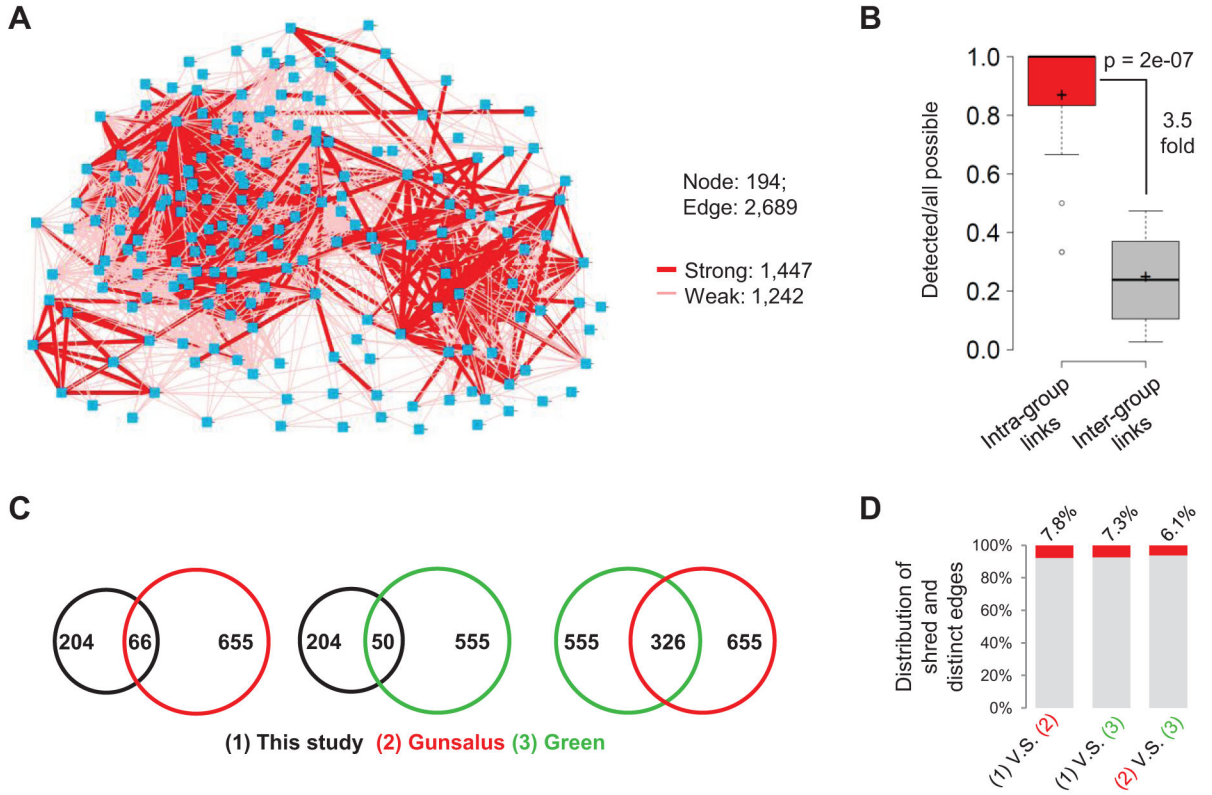 A
Node: 194;
Edge: 2,689
Strong: 1,447
Weak: 1,242
B
Detected/all possible
1.0
0.8
0.6
0.4
0.2
0.0
p = 2e-07
3.5
fold
Intra-group
links
Inter-group
links
C
204 66 655
204 50 555
555 326 655
(1) This study (2) Gunsalus (3) Green
D
Distribution of
shred and
distinct edges
100%
80%
60%
40%
20%
0%
7.8%
7.3%
6.1%
(1) V.S. (2)
(1) V.S. (3)
(2) V.S. (3)